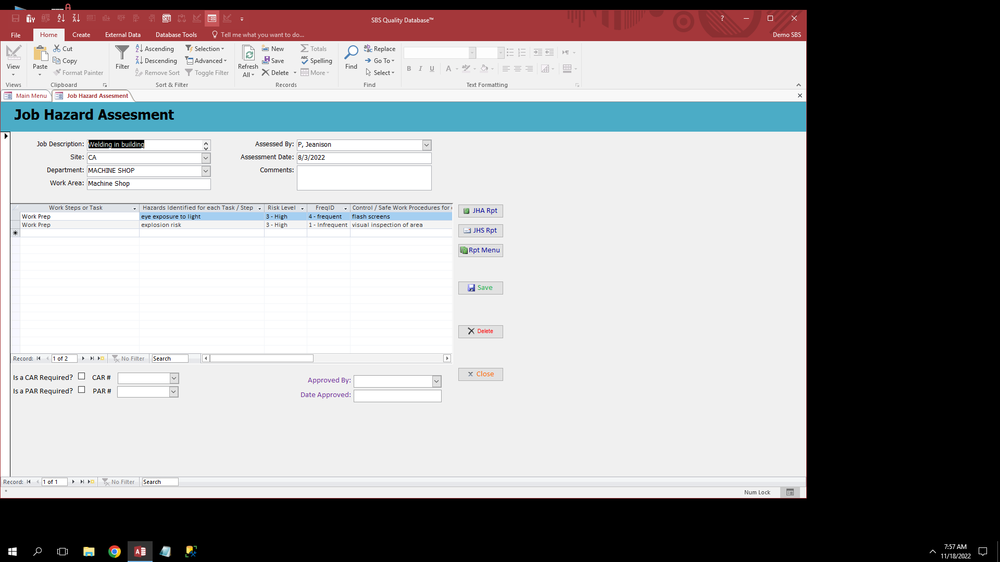 SBS Quality Database™
?
File Home Create External Data Database Tools Tell me what you want to do... Demo SBS
View Paste Cut Copy Format Painter
Filter Ascending Descending Remove Sort Selection Advanced Toggle Filter
Refresh All New Save Delete Totals Spelling More
Find Replace Go To Select
B I U A
Views Clipboard Sort & Filter Records Find Text Formatting
Main Menu Job Hazard Assesment
Job Hazard Assesment
Job Description: Welding in building Assessed By: P, Jeanison
Site: CA Assessment Date: 8/3/2022
Department: MACHINE SHOP Comments:
Work Area: Machine Shop
Work Steps or Task Hazards Identified for each Task / Step Risk Level FreqID Control / Safe Work Procedures for
Work Prep eye exposure to light 3 - High 4 - frequent flash screens
Work Prep explosion risk 3 - High 1 - Infrequent visual inspection of area
JHA Rpt
JHS Rpt
Rpt Menu
Save
Delete
Close
Record: 1 of 2 No Filter Search
Is a CAR Required? CAR #
Is a PAR Required? PAR #
Approved By:
Date Approved:
Record: 1 of 1 No Filter Search
Num Lock
7:57 AM
11/18/2022